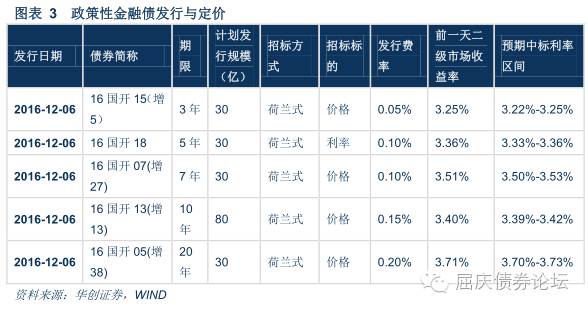 图表 3 政策性金融债发行与定价
发行日期 债券简称 期限 计划发行规模（亿） 招标方式 招标标的 发行费率 前一天二级市场收益率 预期中标利率区间
2016-12-06 16 国开 15（增5） 3 年 30 荷兰式 价格 0.05% 3.25% 3.22%-3.25%
2016-12-06 16 国开 18 5 年 30 荷兰式 利率 0.10% 3.36% 3.33%-3.36%
2016-12-06 16 国开 07(增27) 7 年 30 荷兰式 价格 0.10% 3.51% 3.50%-3.53%
2016-12-06 16 国开 13(增13) 10年 80 荷兰式 价格 0.15% 3.40% 3.39%-3.42%
2016-12-06 16 国开 05(增38) 20年 30 荷兰式 价格 0.20% 3.71% 3.70%-3.73%
资料来源：华创证券，WIND
屈庆债券论坛